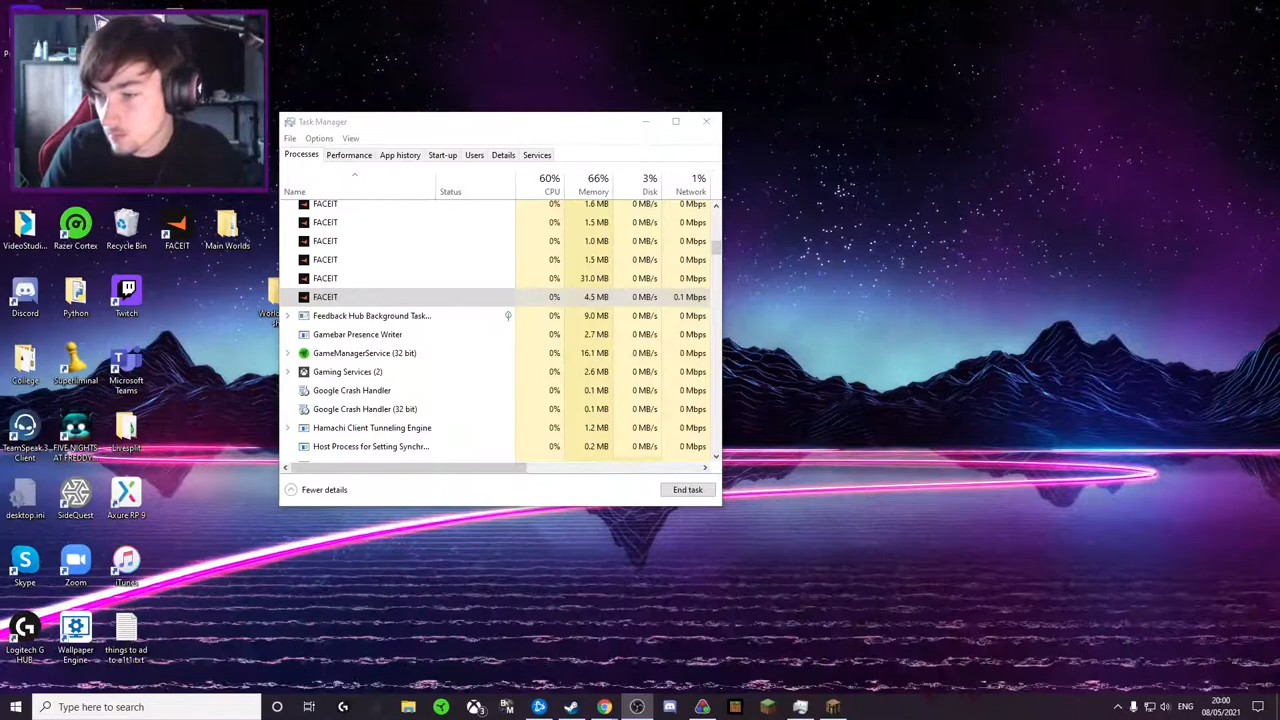 Task Manager
File Options View
Processes Performance App history Start-up Users Details Services
60% 66% 3% 1%
Name Status CPU Memory Disk Network
FACEIT 0% 1.6 MB 0 MB/s 0 Mbps
FACEIT 0% 1.5 MB 0 MB/s 0 Mbps
FACEIT 0% 1.0 MB 0 MB/s 0 Mbps
FACEIT 0% 1.5 MB 0 MB/s 0 Mbps
FACEIT 0% 31.0 MB 0 MB/s 0 Mbps
FACEIT 0% 4.5 MB 0 MB/s 0.1 Mbps
Feedback Hub Background Task... 0% 9.0 MB 0 MB/s 0 Mbps
Gamebar Presence Writer 0% 2.7 MB 0 MB/s 0 Mbps
GameManagerService (32 bit) 0% 16.1 MB 0 MB/s 0 Mbps
Gaming Services (2) 0% 2.6 MB 0 MB/s 0 Mbps
Google Crash Handler 0% 0.1 MB 0 MB/s 0 Mbps
Google Crash Handler (32 bit) 0% 0.1 MB 0 MB/s 0 Mbps
Hamachi Client Tunneling Engine 0% 1.2 MB 0 MB/s 0 Mbps
Host Process for Setting Synchr... 0% 0.2 MB 0 MB/s 0 Mbps
Fewer details End task
VideoStudi... Razer Cortex Recycle Bin FACEIT Main Worlds
Discord Python Twitch
College Superliminal Microsoft
Teams
TeamSpeak 3
Client
FIVE NIGHTS
AT FREDDY...
Livesplit
desktop.ini SideQuest Axure RP 9
Skype Zoom iTunes
Logitech G
HUB
Wallpaper
Engine
things to ad
to a1t1.txt
Type here to search
ENG
20:00
08/05/2021